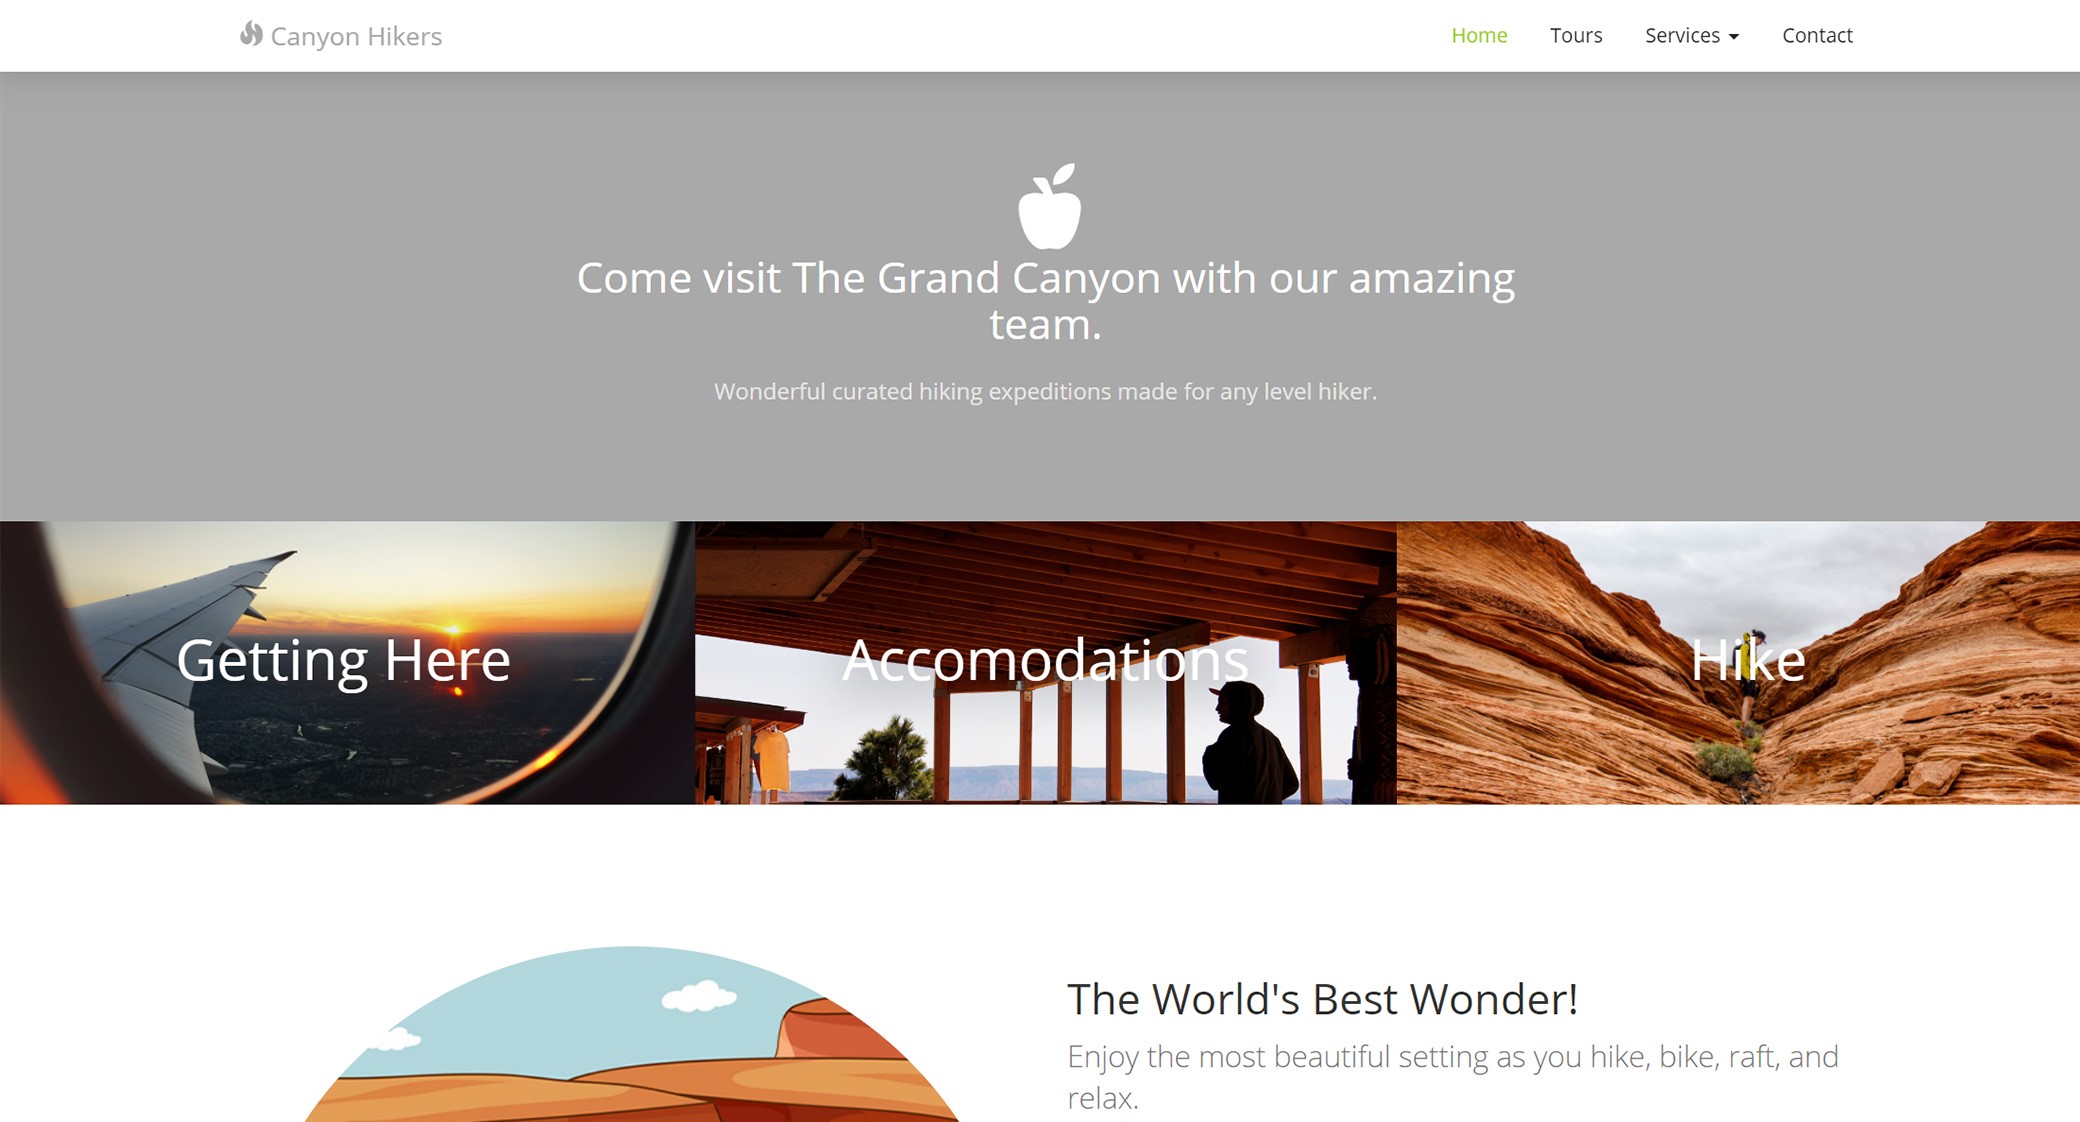 Canyon Hikers
Home Tours Services Contact
Come visit The Grand Canyon with our amazing
team.
Wonderful curated hiking expeditions made for any level hiker.
Getting Here
Accomodations
Hike
The World's Best Wonder!
Enjoy the most beautiful setting as you hike, bike, raft, and
relax.